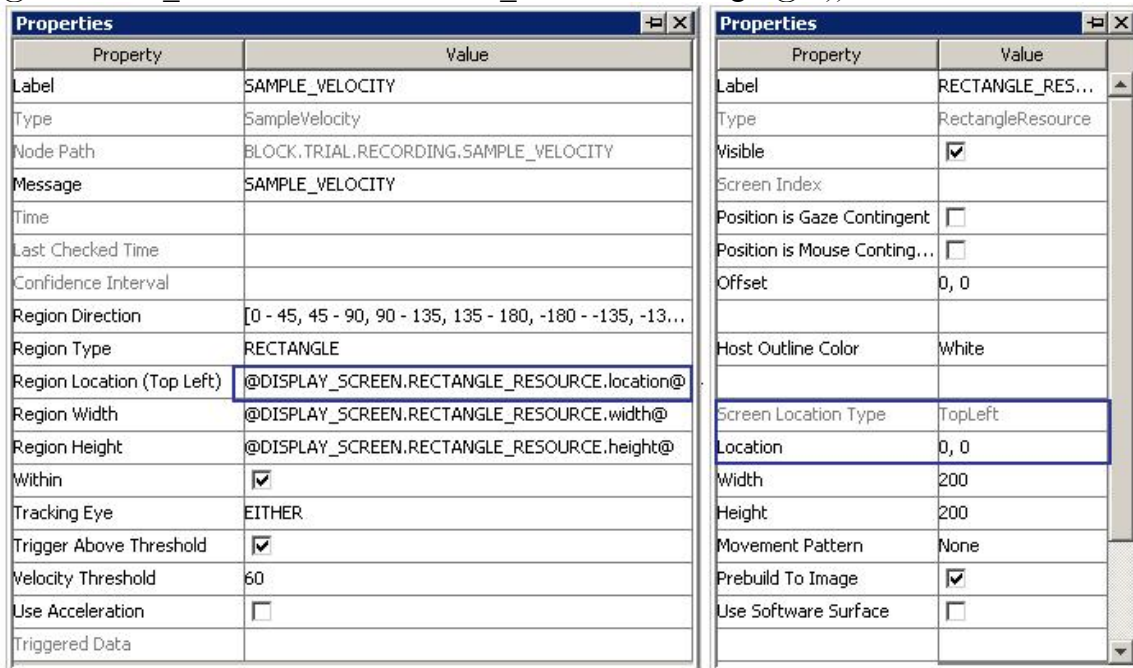 Properties
Property Value
Label SAMPLE_VELOCITY
Type SampleVelocity
Node Path BLOCK.TRIAL.RECORDING.SAMPLE_VELOCITY
Message SAMPLE_VELOCITY
Time
Last Checked Time
Confidence Interval
Region Direction [0 - 45, 45 - 90, 90 - 135, 135 - 180, -180 - -135, -13...
Region Type RECTANGLE
Region Location (Top Left) @DISPLAY_SCREEN.RECTANGLE_RESOURCE.location@
Region Width @DISPLAY_SCREEN.RECTANGLE_RESOURCE.width@
Region Height @DISPLAY_SCREEN.RECTANGLE_RESOURCE.height@
Within
Tracking Eye EITHER
Trigger Above Threshold
Velocity Threshold 60
Use Acceleration
Triggered Data
Properties
Property Value
Label RECTANGLE_RES...
Type RectangleResource
Visible
Screen Index
Position is Gaze Contingent
Position is Mouse Conting...
Offset 0, 0
Host Outline Color White
Screen Location Type TopLeft
Location 0, 0
Width 200
Height 200
Movement Pattern None
Prebuild To Image
Use Software Surface